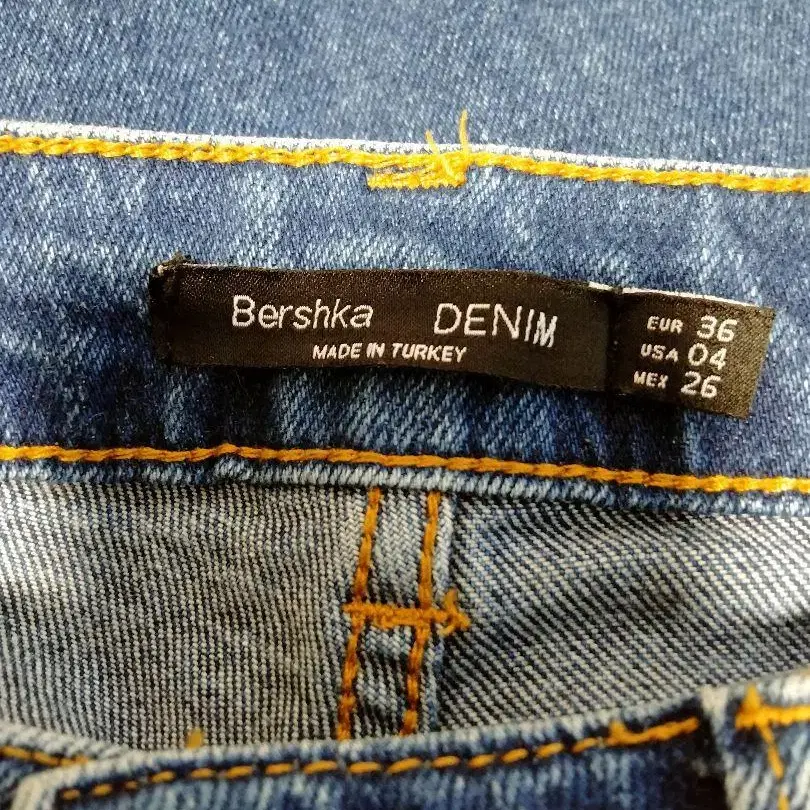 Bershka DENIM
MADE IN TURKEY
EUR 36
USA 04
MEX 26